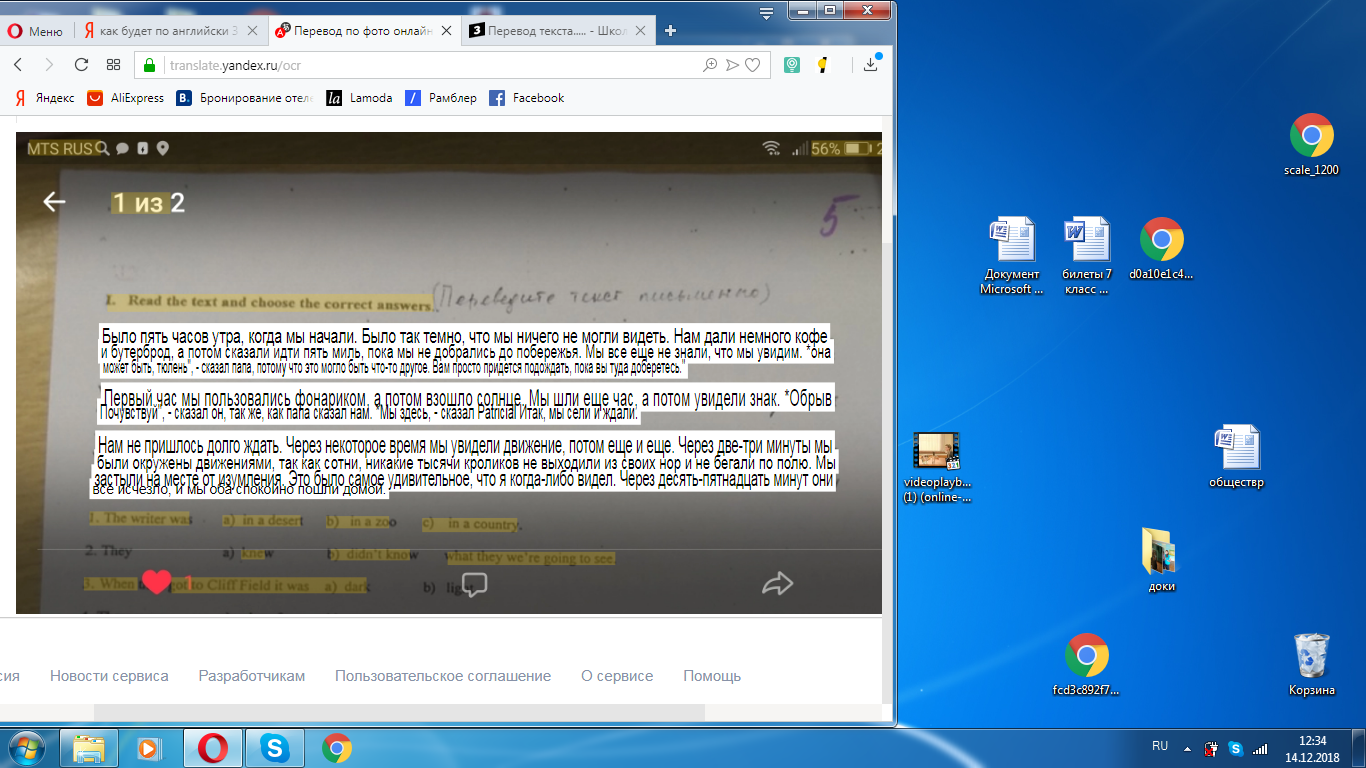 Меню
как будет по английски З
Перевод по фото онлайн
З Перевод текста..... - Шко
translate.yandex.ru/ocr
Яндекс
AliExpress
B. Бронирование отел
la Lamoda
Рамблер
Facebook
MTS RUS
56%
1 из 2
5
I. Read the text and choose the correct answers. (Переведите текст письменно)
Было пять часов утра, когда мы начали. Было так темно, что мы ничего не могли видеть. Нам дали немного кофе
и бутерброд, а потом сказали идти пять миль, пока мы не добрались до побережья. Мы все еще не знали, что мы увидим. *она
может быть, тюлень", - сказал папа, потому что это могло быть что-то другое. Вам просто придется подождать, пока вы туда доберетесь."
Первый час мы пользовались фонариком, а потом взошло солнце. Мы шли еще час, а потом увидели знак. *Обрыв
Почувствуй", - сказал он, так же, как папа сказал нам. *Мы здесь, - сказал Patricial Итак, мы сели и ждали.
Нам не пришлось долго ждать. Через некоторое время мы увидели движение, потом еще и еще. Через две-три минуты мы
были окружены движениями, так как сотни, никакие тысячи кроликов не выходили из своих нор и не бегали по полю. Мы
застыли на месте от изумления. Это было самое удивительное, что я когда-либо видел. Через десять-пятнадцать минут они
все исчезло, и мы оба спокойно пошли домой.
1. The writer was a) in a desert b) in a zoo c) in a country.
2. They a) knew b) didn't know what they we're going to see.
3. When got to Cliff Field it was a) dark b)
1
Новости сервиса
Разработчикам
Пользовательское соглашение
О сервисе
Помощь
scale_1200
Документ
Microsoft ...
билеты 7
класс ...
d0a10e1c4...
videoplayb...
(1) (online-...
обществр
доки
fcd3c892f7...
Корзина
RU
12:34
14.12.2018